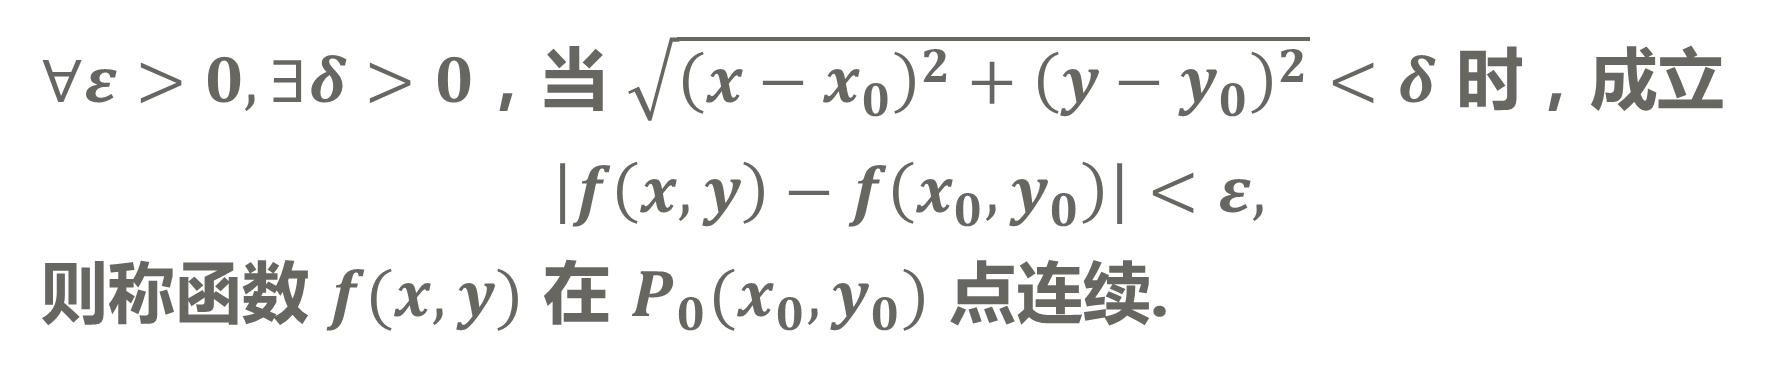 ∀ε > 0, ∃δ > 0，当 √((x − x₀)² + (y − y₀)²) < δ 时，成立
|f(x, y) − f(x₀, y₀)| < ε,
则称函数 f(x, y) 在 P₀(x₀, y₀) 点连续.